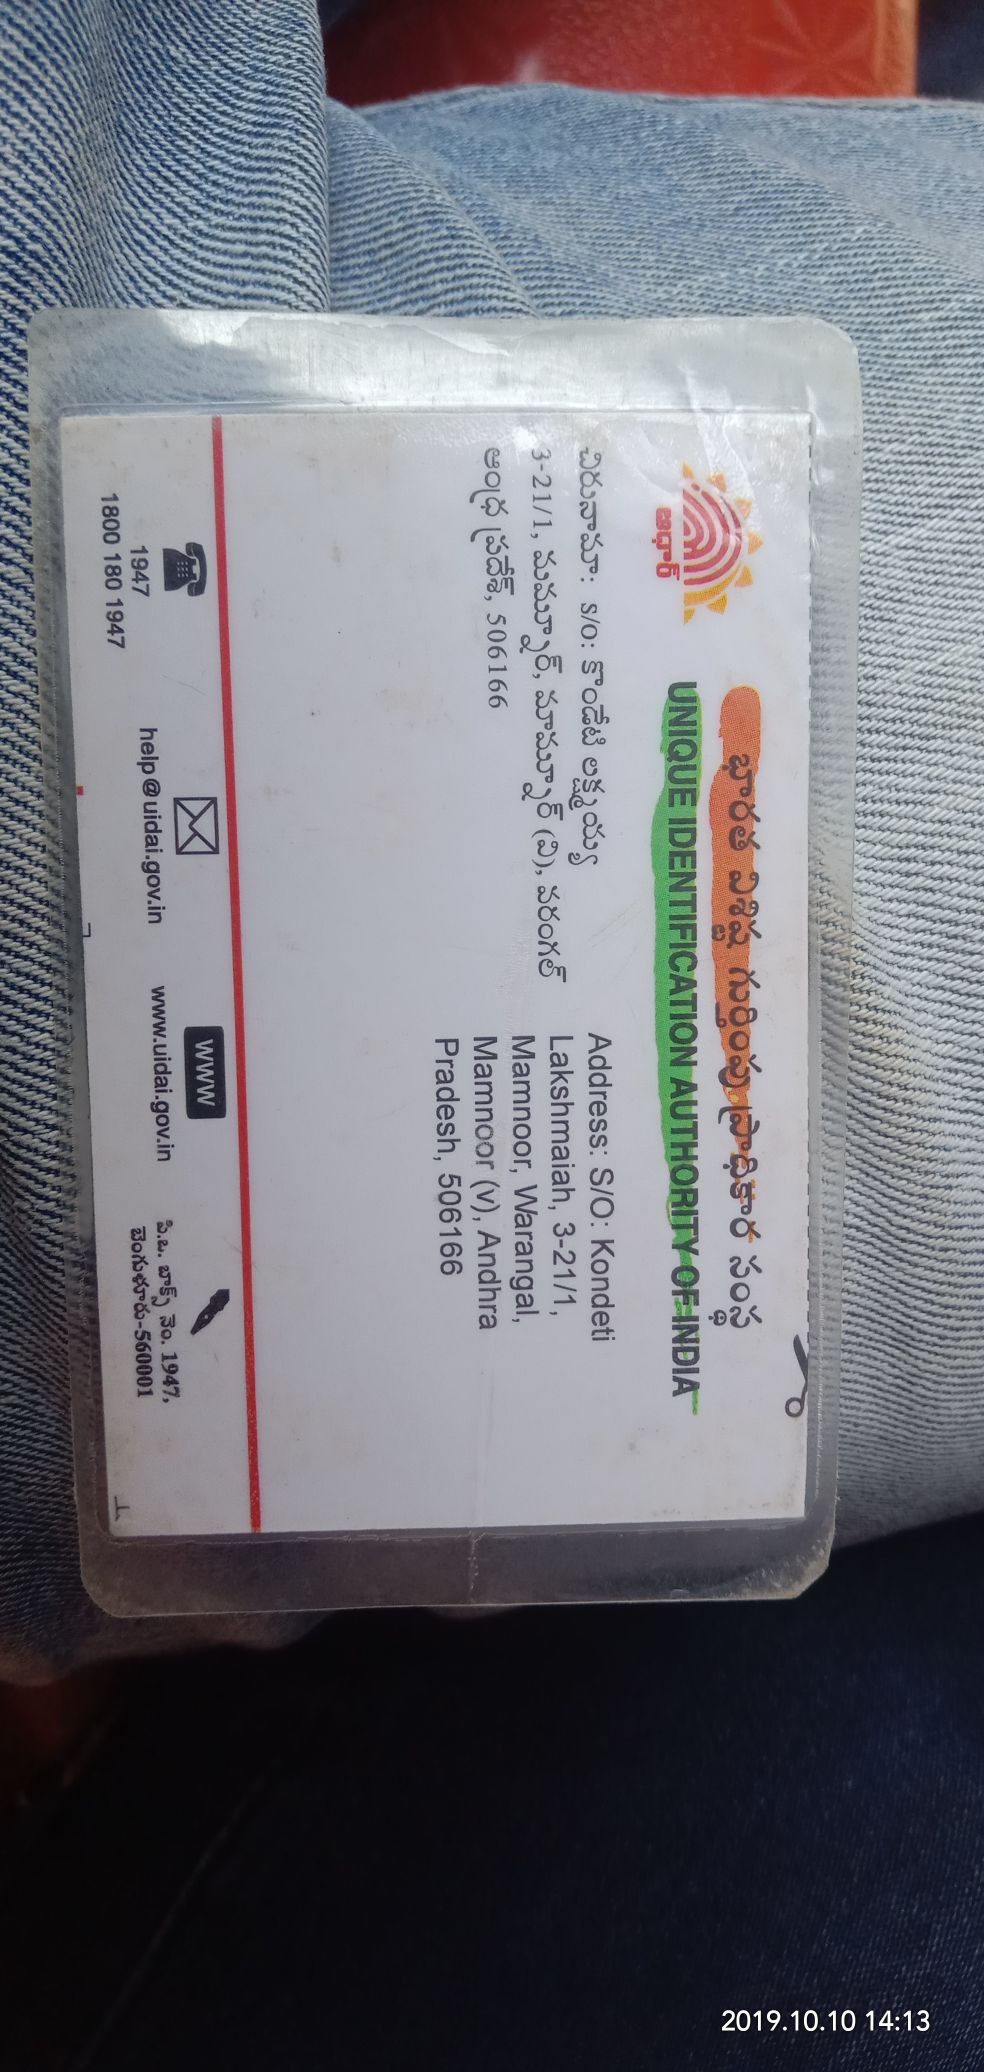 భారత విశిష్ట గుర్తింపు ప్రాధికార సంస్థ
UNIQUE IDENTIFICATION AUTHORITY OF INDIA
ఆధార్
చిరునామా: S/O: కొండేటి లక్ష్మయ్య
3-21/1, మమ్నూర్, మామ్నూర్ (వి), వరంగల్
ఆంధ్ర ప్రదేశ్, 506166
Address: S/O: Kondeti
Lakshmaiah, 3-21/1,
Mamnoor, Warangal,
Mamnoor (v), Andhra
Pradesh, 506166
1947
1800 180 1947
help@uidai.gov.in
WWW
www.uidai.gov.in
పి.బి. బాక్స్ నెం. 1947,
బెంగుళూరు-560001
2019.10.10 14:13